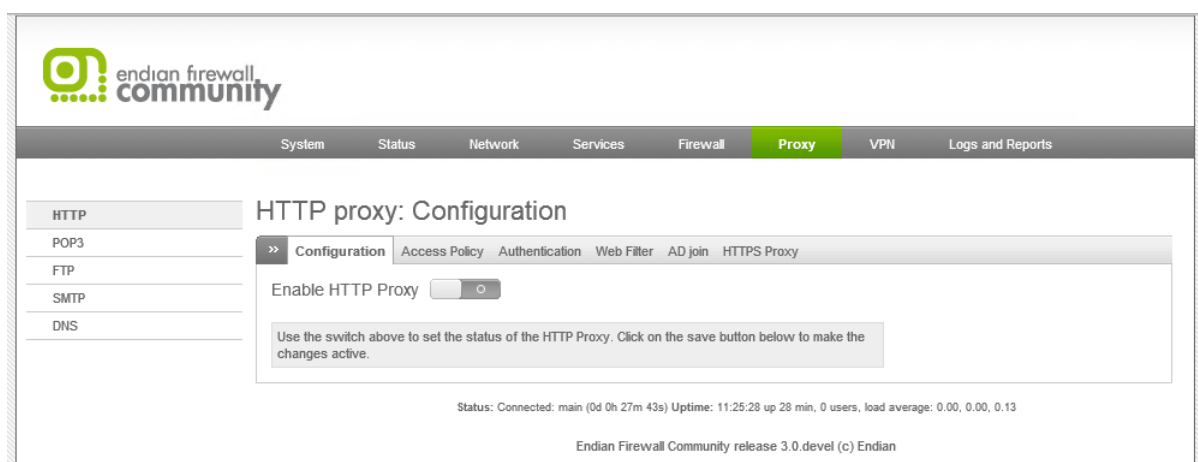 endian firewall
community
System Status Network Services Firewall Proxy VPN Logs and Reports
HTTP
POP3
FTP
SMTP
DNS
HTTP proxy: Configuration
» Configuration Access Policy Authentication Web Filter AD join HTTPS Proxy
Enable HTTP Proxy
Use the switch above to set the status of the HTTP Proxy. Click on the save button below to make the
changes active.
Status: Connected: main (0d 0h 27m 43s) Uptime: 11:25:28 up 28 min, 0 users, load average: 0.00, 0.00, 0.13
Endian Firewall Community release 3.0.devel (c) Endian